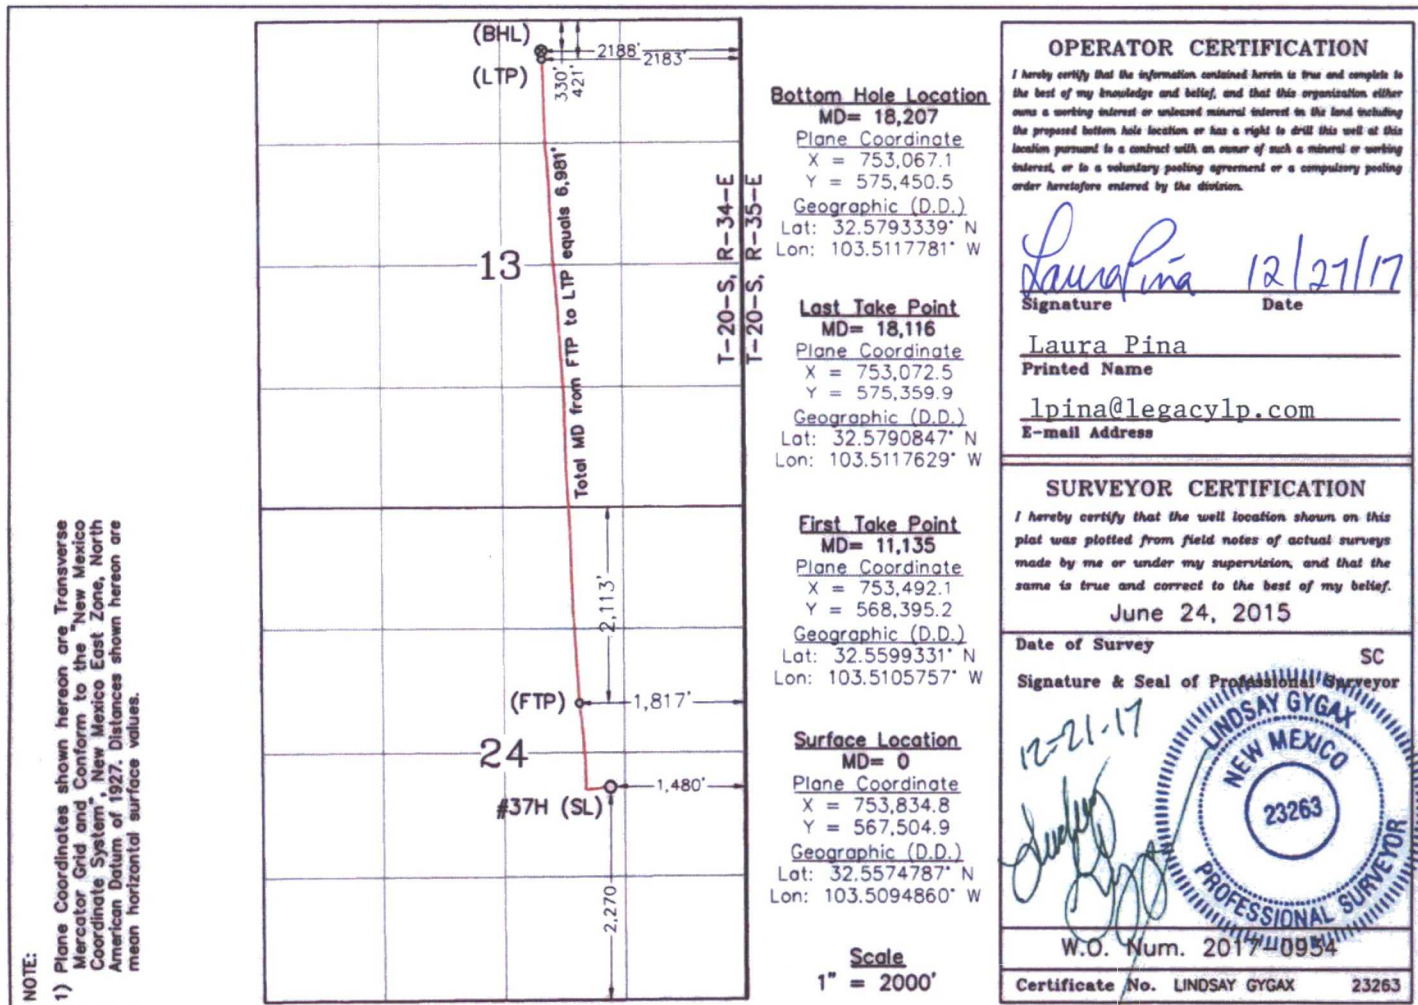 NOTE:
1) Plane Coordinates shown hereon are Transverse
Mercator Grid and Conform to the "New Mexico
Coordinate System", New Mexico East Zone, North
American Datum of 1927. Distances shown hereon are
mean horizontal surface values.
(BHL)
2188'
(LTP)
2183'
330'
421'
Total MD from FTP to LTP equals 6,981'
13
T-20-S, R-34-E
T-20-S, R-35-E
2,113'
(FTP)
1,817'
24
1,480'
#37H (SL)
2,270
Bottom Hole Location
MD= 18,207
Plane Coordinate
X = 753,067.1
Y = 575,450.5
Geographic (D.D.)
Lat: 32.5793339° N
Lon: 103.5117781° W
Last Take Point
MD= 18,116
Plane Coordinate
X = 753,072.5
Y = 575,359.9
Geographic (D.D.)
Lat: 32.5790847° N
Lon: 103.5117629° W
First Take Point
MD= 11,135
Plane Coordinate
X = 753,492.1
Y = 568,395.2
Geographic (D.D.)
Lat: 32.5599331° N
Lon: 103.5105757° W
Surface Location
MD= 0
Plane Coordinate
X = 753,834.8
Y = 567,504.9
Geographic (D.D.)
Lat: 32.5574787° N
Lon: 103.5094860° W
Scale
1" = 2000'
OPERATOR CERTIFICATION
I hereby certify that the information contained herein is true and complete to
the best of my knowledge and belief, and that this organization either
owns a working interest or unleased mineral interest in the land including
the proposed bottom hole location or has a right to drill this well at this
location pursuant to a contract with an owner of such a mineral or working
interest, or to a voluntary pooling agreement or a compulsory pooling
order heretofore entered by the division.
Laura Pina 12/27/17
Signature Date
Laura Pina
Printed Name
lpina@legacylp.com
E-mail Address
SURVEYOR CERTIFICATION
I hereby certify that the well location shown on this
plat was plotted from field notes of actual surveys
made by me or under my supervision, and that the
same is true and correct to the best of my belief.
June 24, 2015
Date of Survey
SC
Signature & Seal of Professional Surveyor
12-21-17
LINDSAY GYGAX
NEW MEXICO
23263
PROFESSIONAL SURVEYOR
W.O. Num. 2017-0954
Certificate No. LINDSAY GYGAX 23263